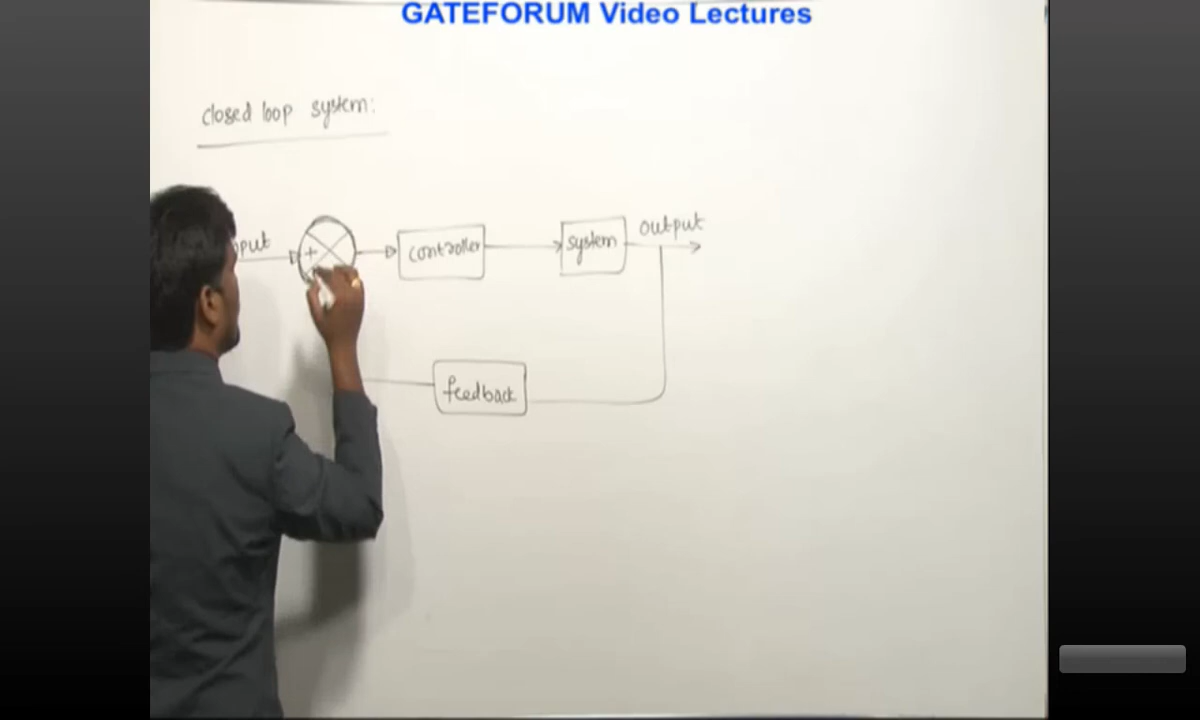 GATEFORUM Video Lectures
closed loop system:
put
+
controller
system
output
feedback